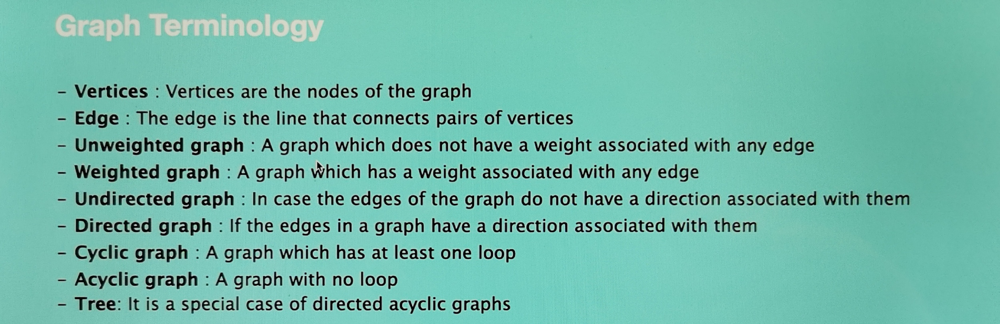 Graph Terminology
– Vertices : Vertices are the nodes of the graph
– Edge : The edge is the line that connects pairs of vertices
– Unweighted graph : A graph which does not have a weight associated with any edge
– Weighted graph : A graph which has a weight associated with any edge
– Undirected graph : In case the edges of the graph do not have a direction associated with them
– Directed graph : If the edges in a graph have a direction associated with them
– Cyclic graph : A graph which has at least one loop
– Acyclic graph : A graph with no loop
– Tree: It is a special case of directed acyclic graphs